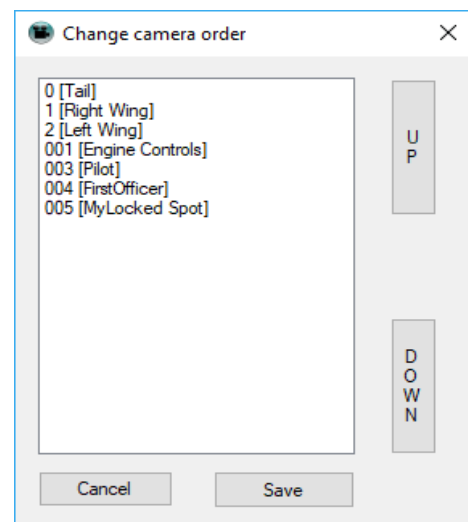 Change camera order
0 [Tail]
1 [Right Wing]
2 [Left Wing]
001 [Engine Controls]
003 [Pilot]
004 [FirstOfficer]
005 [MyLocked Spot]
U
P
D
O
W
N
Cancel
Save